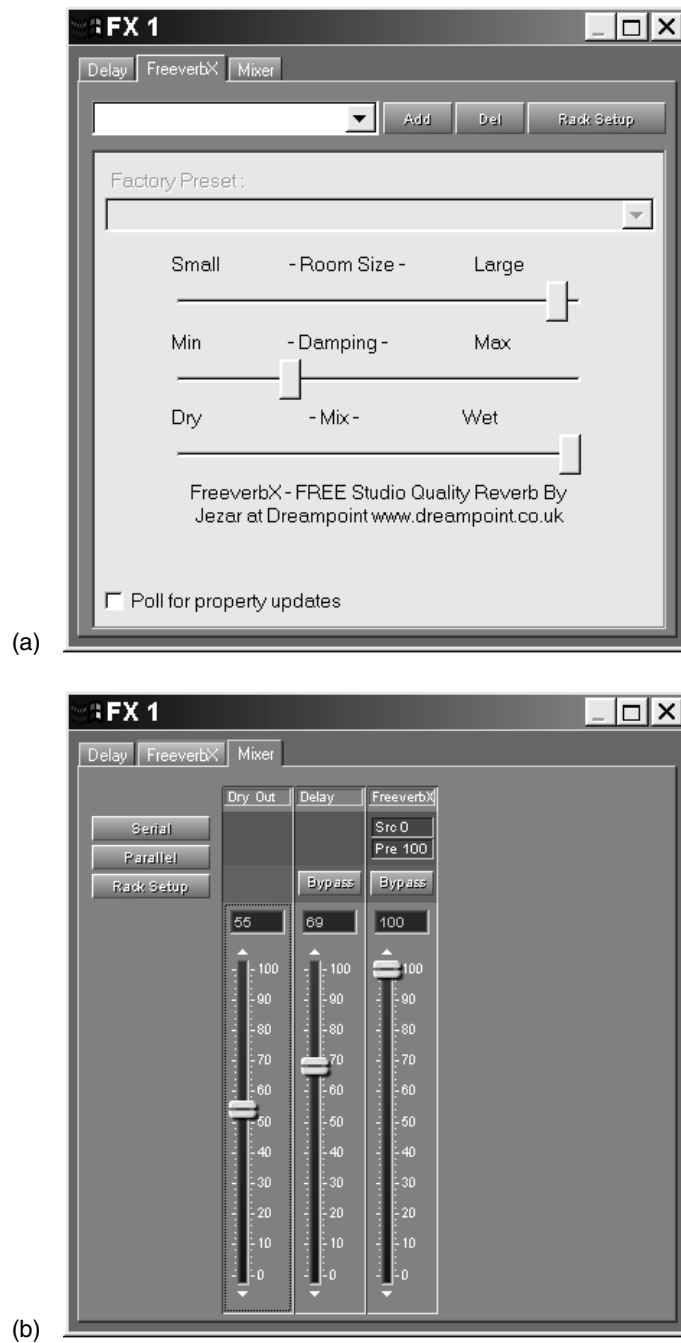 FX 1
Delay FreeverbX Mixer
Add Del Rack Setup
Factory Preset :
Small - Room Size - Large
Min - Damping - Max
Dry - Mix - Wet
FreeverbX - FREE Studio Quality Reverb By
Jezar at Dreampoint www.dreampoint.co.uk
Poll for property updates
(a)
FX 1
Delay FreeverbX Mixer
Dry Out Delay FreeverbX
Serial Src 0
Parallel Pre 100
Rack Setup Bypass Bypass
55 69 100
100 100 100
90 90 90
80 80 80
70 70 70
60 60 60
50 50 50
40 40 40
30 30 30
20 20 20
10 10 10
0 0 0
(b)